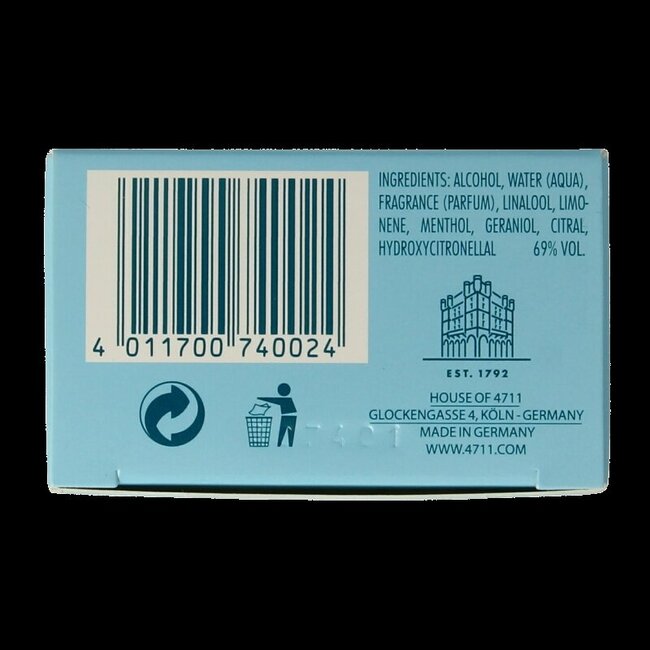 INGREDIENTS: ALCOHOL, WATER (AQUA),
FRAGRANCE (PARFUM), LINALOOL, LIMO-
NENE, MENTHOL, GERANIOL, CITRAL,
HYDROXYCITRONELLAL 69% VOL.
4 011700 740024
EST. 1792
HOUSE OF 4711
GLOCKENGASSE 4, KÖLN - GERMANY
MADE IN GERMANY
WWW.4711.COM
7401